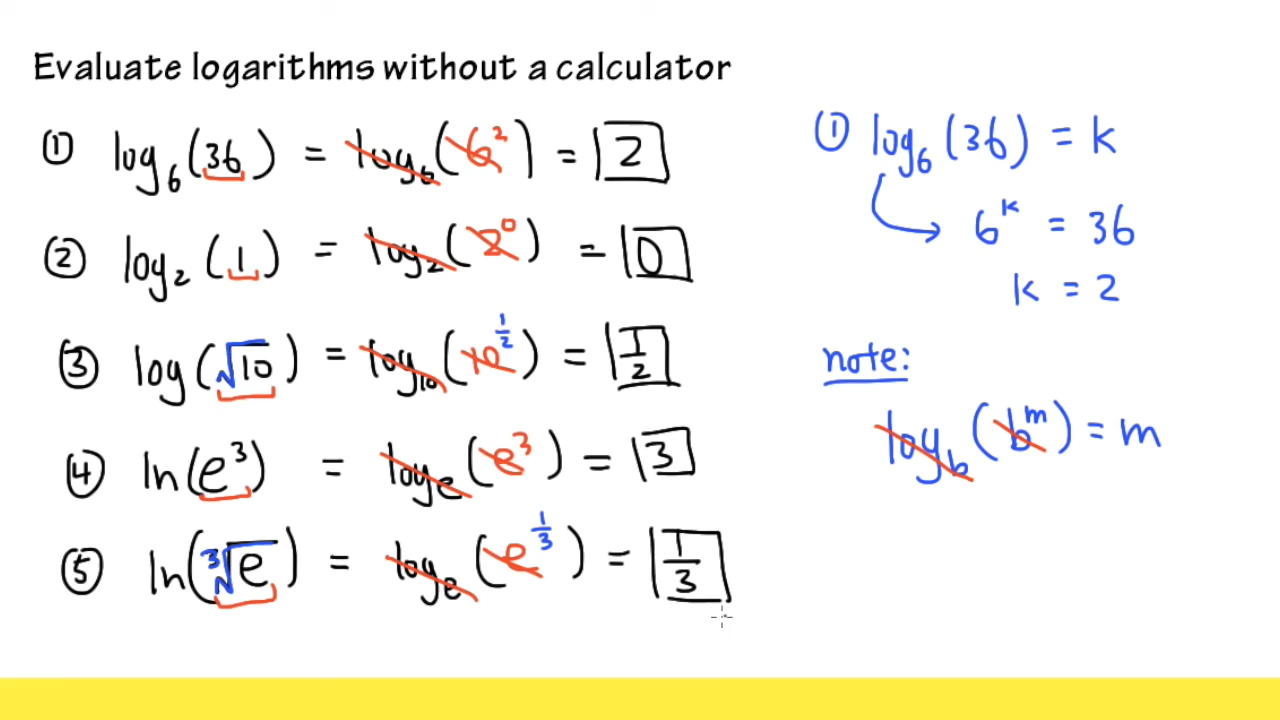 Evaluate logarithms without a calculator
① log₆(36) = log₆(6²) = 2
② log₂(1) = log₂(2⁰) = 0
③ log(√10) = log₁₀(10^(1/2)) = 1/2
④ ln(e³) = logₑ(e³) = 3
⑤ ln(³√e) = logₑ(e^(1/3)) = 1/3
① log₆(36) = k
6^k = 36
k = 2
note:
log_b(b^m) = m